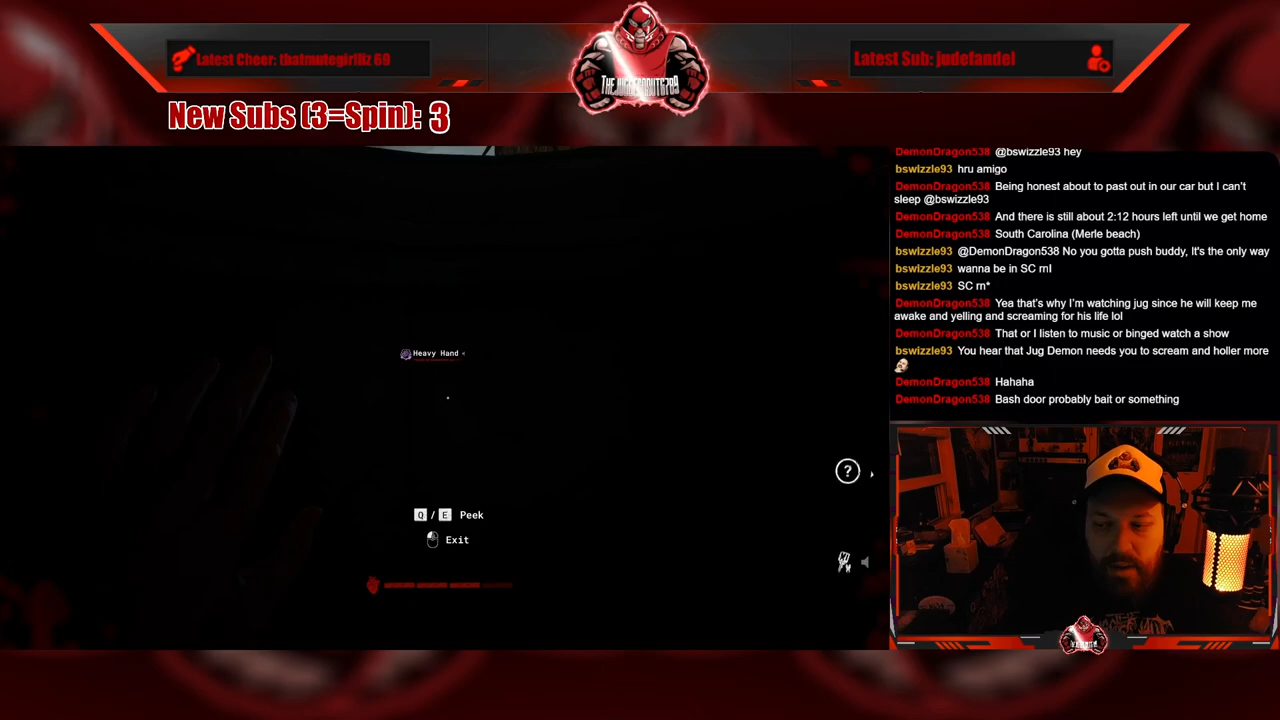 Latest Cheer: thatmutegirlliz 69
THEJUGGERNAUT6789
Latest Sub: judefandel
New Subs (3=Spin): 3
DemonDragon538 @bswizzle93 hey
bswizzle93 hru amigo
DemonDragon538 Being honest about to past out in our car but I can't
sleep @bswizzle93
DemonDragon538 And there is still about 2:12 hours left until we get home
DemonDragon538 South Carolina (Merle beach)
bswizzle93 @DemonDragon538 No you gotta push buddy, It's the only way
bswizzle93 wanna be in SC rnl
bswizzle93 SC rn*
DemonDragon538 Yea that's why I'm watching jug since he will keep me
awake and yelling and screaming for his life lol
DemonDragon538 That or I listen to music or binged watch a show
bswizzle93 You hear that Jug Demon needs you to scream and holler more
DemonDragon538 Hahaha
DemonDragon538 Bash door probably bait or something
Heavy Hand
?
Q / E Peek
Exit